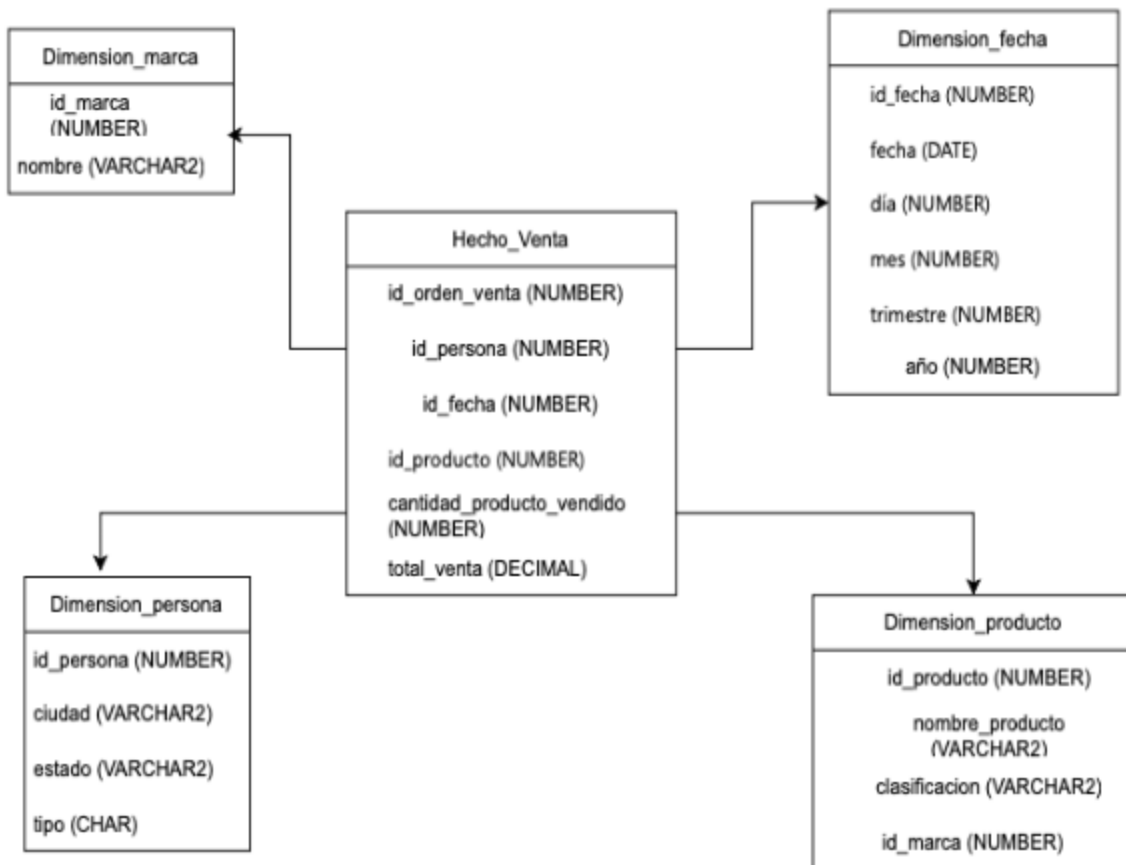 Dimension_marca
id_marca
(NUMBER)
nombre (VARCHAR2)
Dimension_fecha
id_fecha (NUMBER)
fecha (DATE)
día (NUMBER)
mes (NUMBER)
trimestre (NUMBER)
año (NUMBER)
Hecho_Venta
id_orden_venta (NUMBER)
id_persona (NUMBER)
id_fecha (NUMBER)
id_producto (NUMBER)
cantidad_producto_vendido
(NUMBER)
total_venta (DECIMAL)
Dimension_persona
id_persona (NUMBER)
ciudad (VARCHAR2)
estado (VARCHAR2)
tipo (CHAR)
Dimension_producto
id_producto (NUMBER)
nombre_producto
(VARCHAR2)
clasificacion (VARCHAR2)
id_marca (NUMBER)